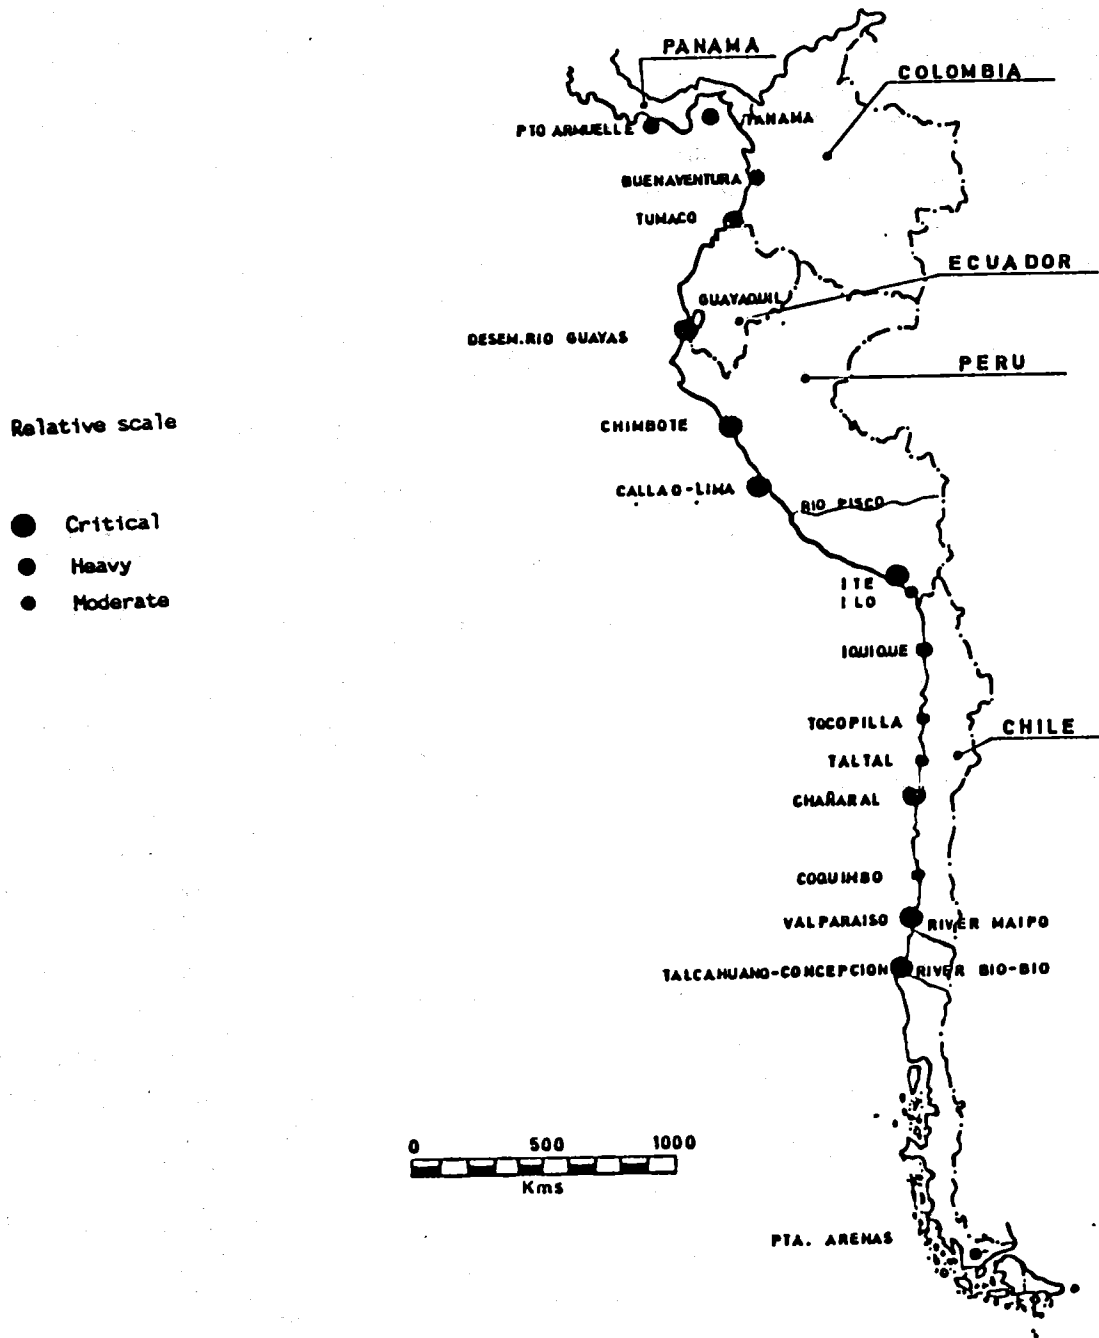 PANAMA
COLOMBIA
PTO ARMUELLE
PANAMA
BUENAVENTURA
TUMACO
ECUADOR
GUAYAQUIL
DESEM.RIO GUAYAS
PERU
Relative scale
CHIMBOTE
CALLAO-LIMA
RIO PISCO
Critical
Heavy
Moderate
ITE
ILO
IQUIQUE
TOCOPILLA
CHILE
TALTAL
CHAÑARAL
COQUIMBO
VALPARAISO
RIVER MAIPO
TALCAHUANO-CONCEPCION
RIVER BIO-BIO
0 500 1000
Kms
PTA. ARENAS